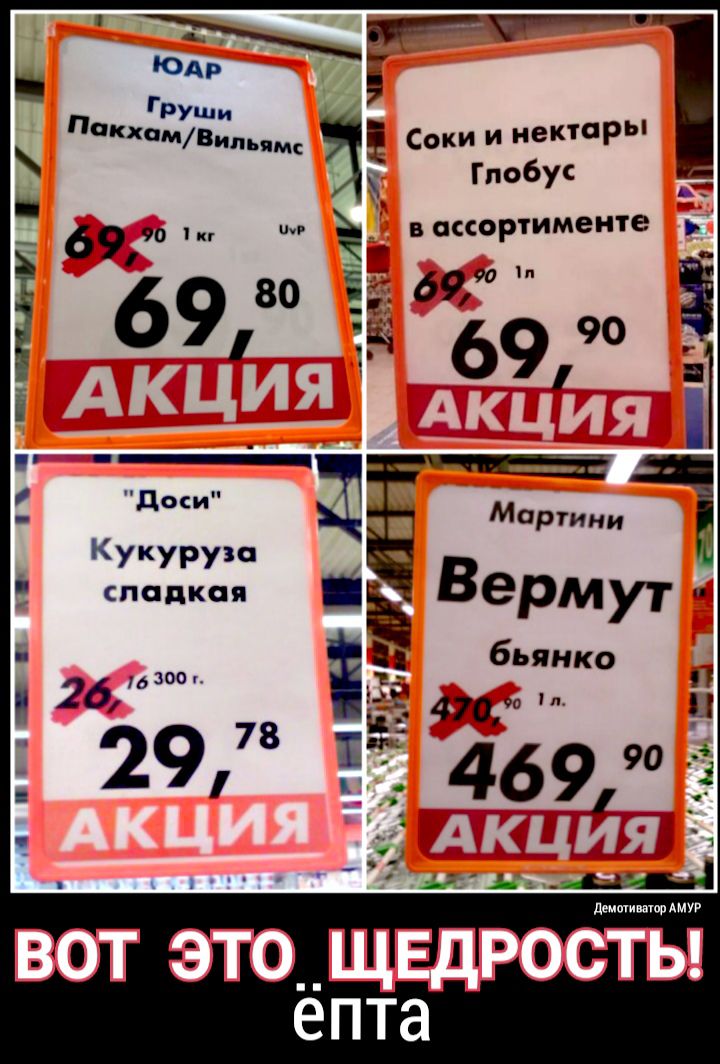 ЮАР
Груши
Пакхам/Вильямс
69,90 1 кг UvP
69,80
АКЦИЯ
Соки и нектары
Глобус
в ассортименте
69,90 1л
69,90
АКЦИЯ
"Доси"
Кукуруза
сладкая
26,16 300 г.
29,78
АКЦИЯ
Мартини
Вермут
бьянко
470,90 1 л.
469,90
АКЦИЯ
Демотиватор АМУР
ВОТ ЭТО ЩЕДРОСТЬ!
ёпта